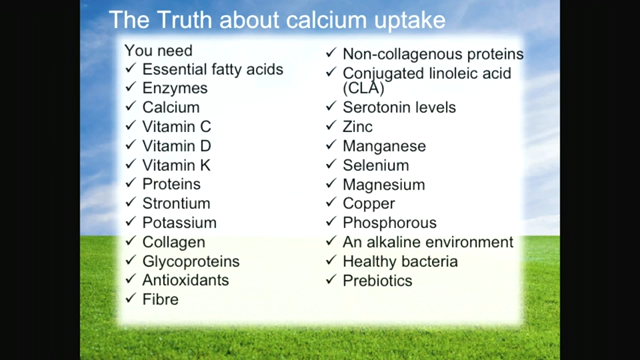 The Truth about calcium uptake
You need
✓ Essential fatty acids
✓ Enzymes
✓ Calcium
✓ Vitamin C
✓ Vitamin D
✓ Vitamin K
✓ Proteins
✓ Strontium
✓ Potassium
✓ Collagen
✓ Glycoproteins
✓ Antioxidants
✓ Fibre
✓ Non-collagenous proteins
✓ Conjugated linoleic acid
(CLA)
✓ Serotonin levels
✓ Zinc
✓ Manganese
✓ Selenium
✓ Magnesium
✓ Copper
✓ Phosphorous
✓ An alkaline environment
✓ Healthy bacteria
✓ Prebiotics